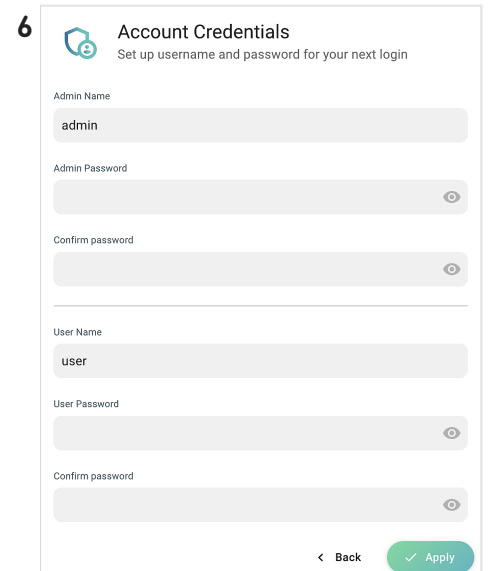 6
Account Credentials
Set up username and password for your next login
Admin Name
admin
Admin Password
Confirm password
User Name
user
User Password
Confirm password
Back
Apply